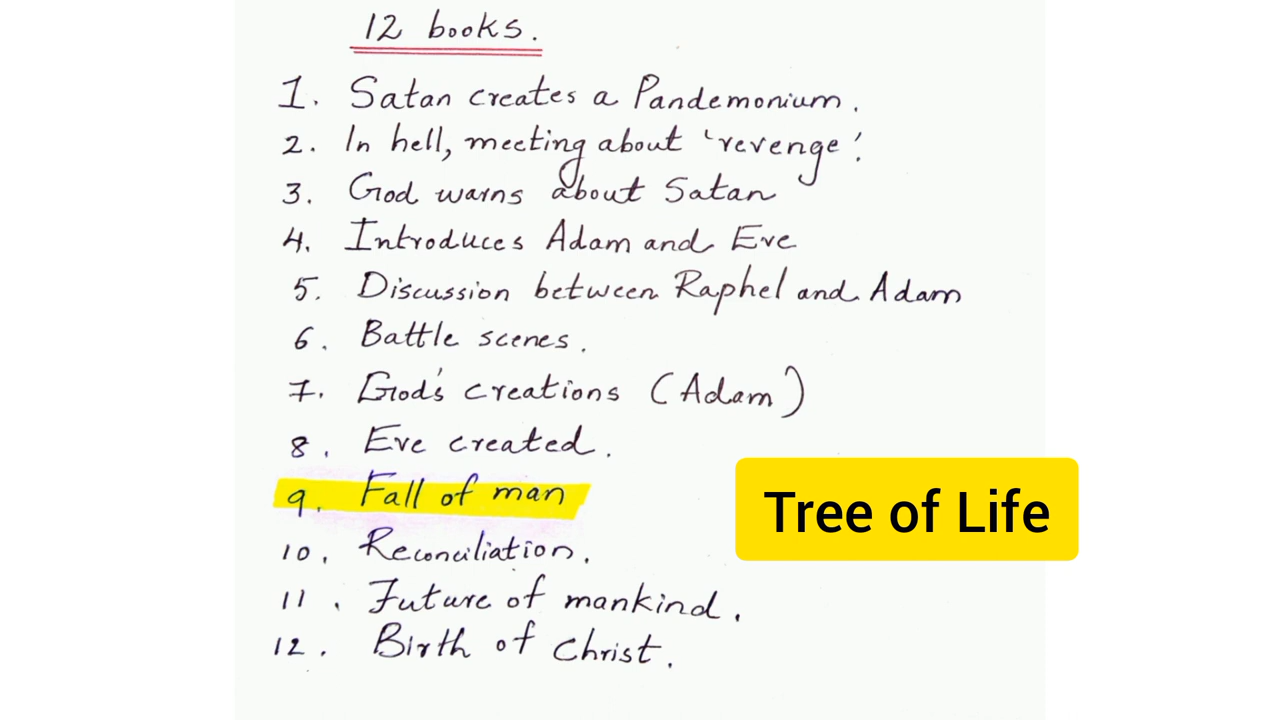 12 books.
1. Satan creates a Pandemonium.
2. In hell, meeting about 'revenge'.
3. God warns about Satan
4. Introduces Adam and Eve
5. Discussion between Raphel and Adam
6. Battle scenes.
7. God's creations (Adam)
8. Eve created.
9. Fall of man
Tree of Life
10. Reconciliation.
11. Future of mankind.
12. Birth of Christ.